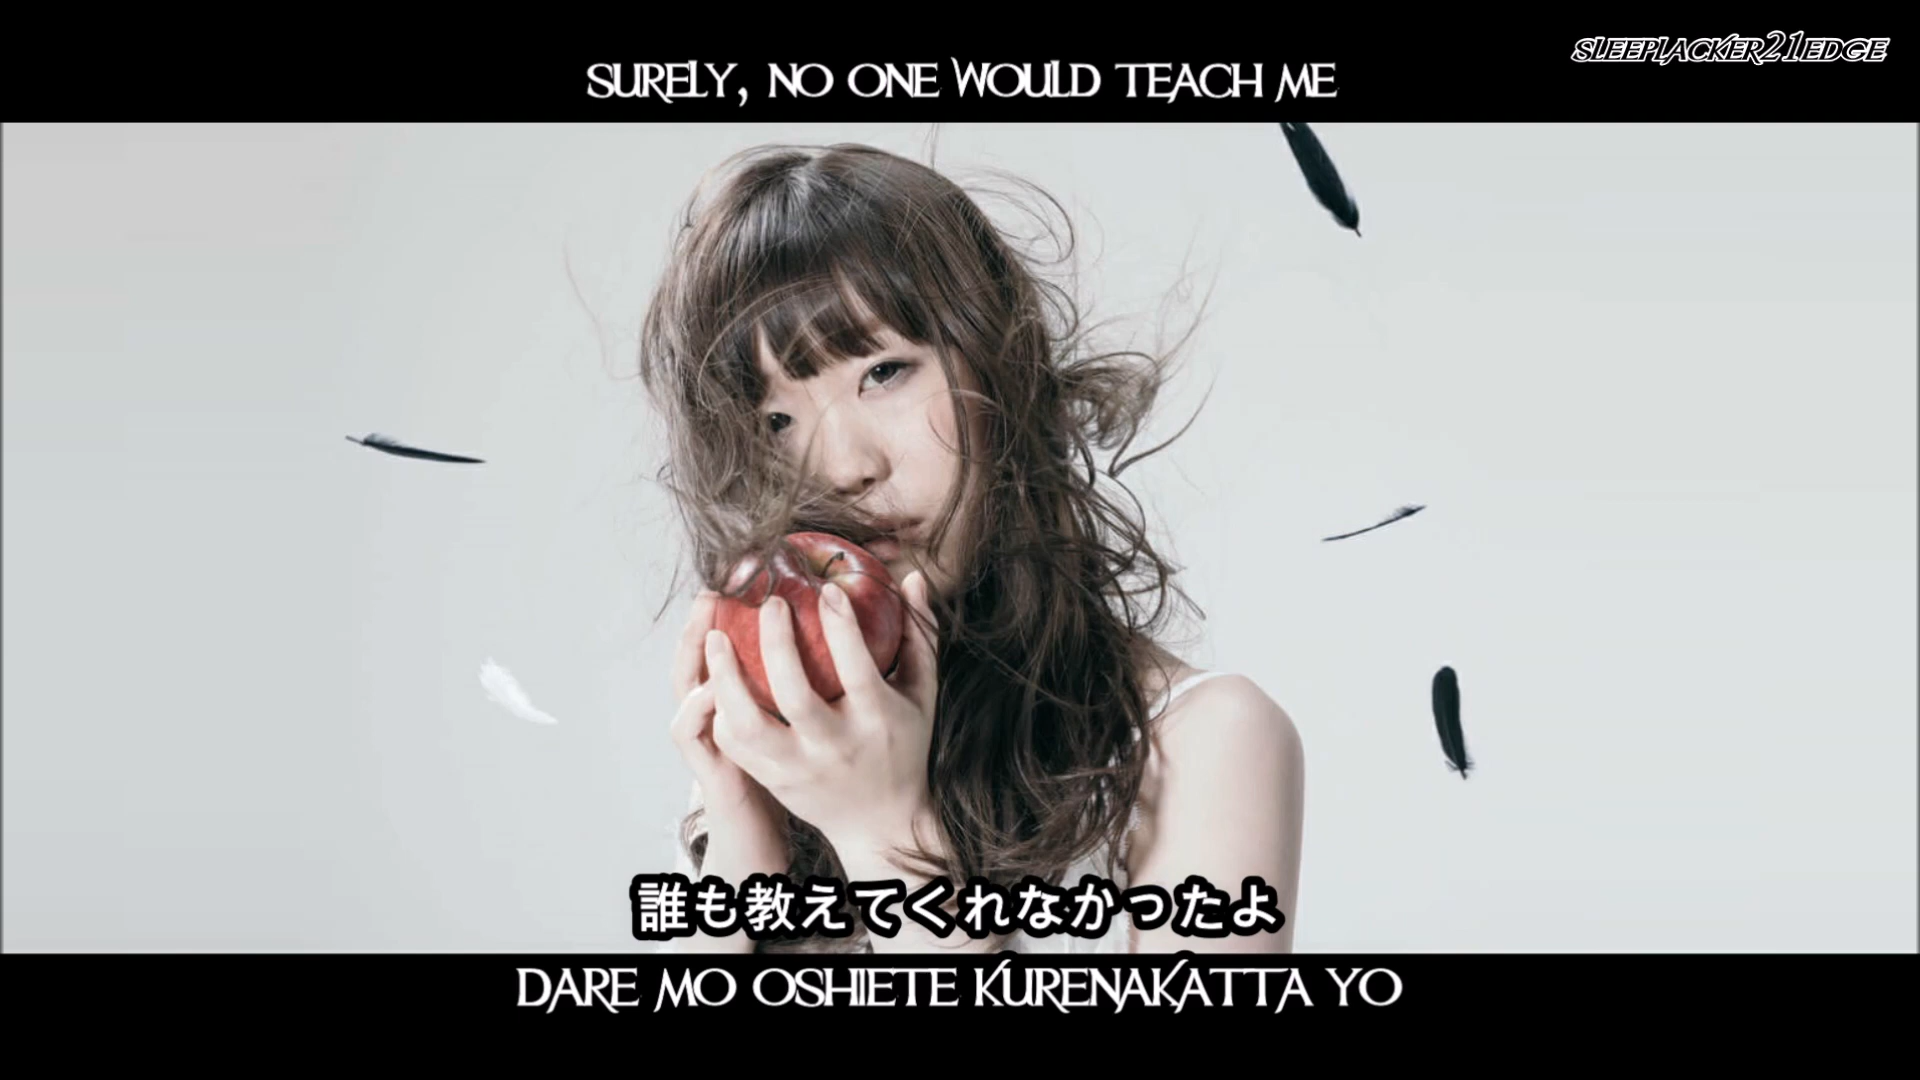 SLEEPLACKER21EDGE
SURELY, NO ONE WOULD TEACH ME
誰も教えてくれなかったよ
DARE MO OSHIETE KURENAKATTA YO